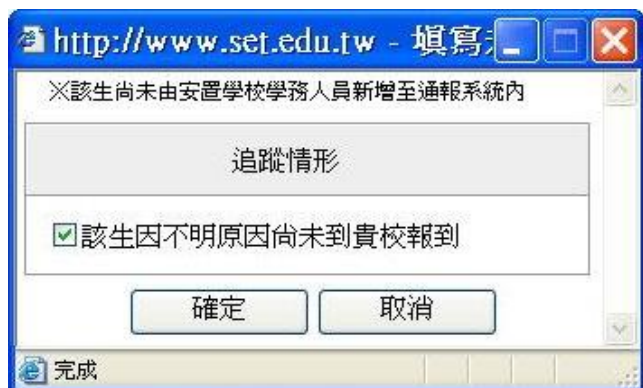 http://www.set.edu.tw - 填寫
※該生尚未由安置學校學務人員新增至通報系統內
追蹤情形
該生因不明原因尚未到貴校報到
確定 取消
完成